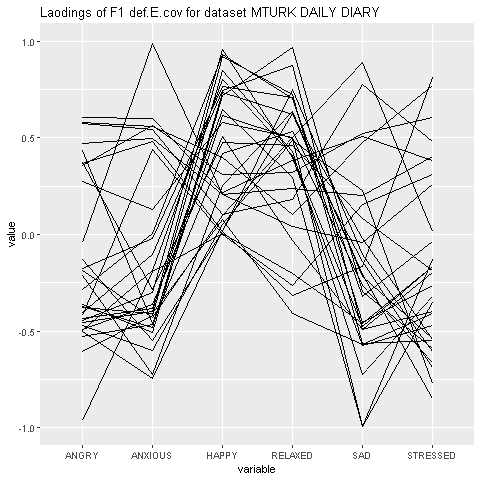 Laodings of F1 def.E.cov for dataset MTURK DAILY DIARY
1.0
0.5
0.0
-0.5
-1.0
value
ANGRY ANXIOUS HAPPY RELAXED SAD STRESSED
variable